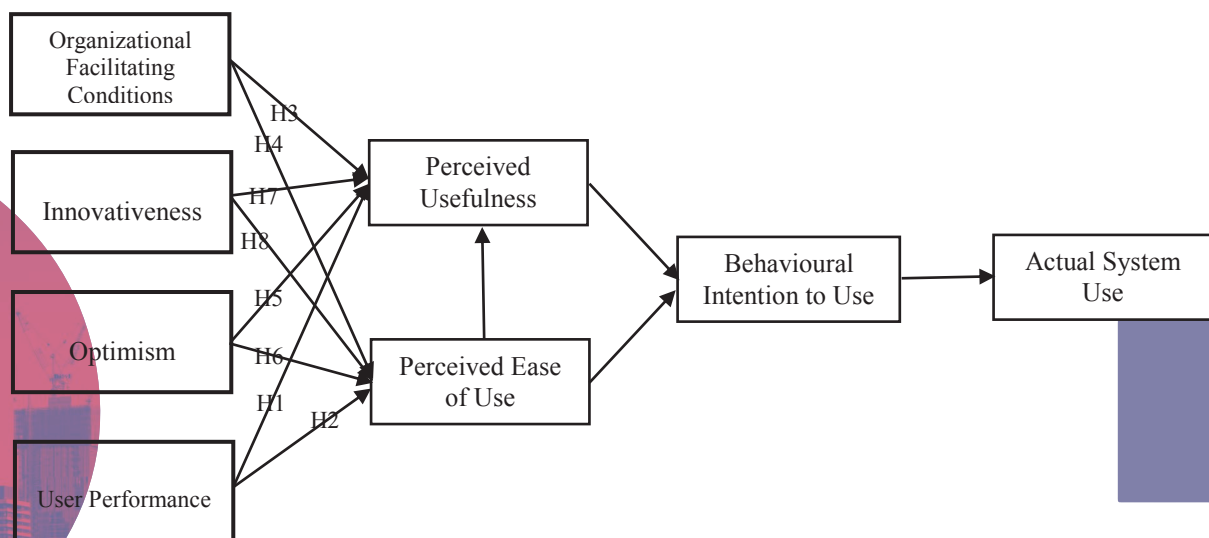 Organizational
Facilitating
Conditions
H3
H4
Innovativeness
H7
H8
Perceived
Usefulness
Optimism
H5
H6
Perceived Ease
of Use
User Performance
H1
H2
Behavioural
Intention to Use
Actual System
Use